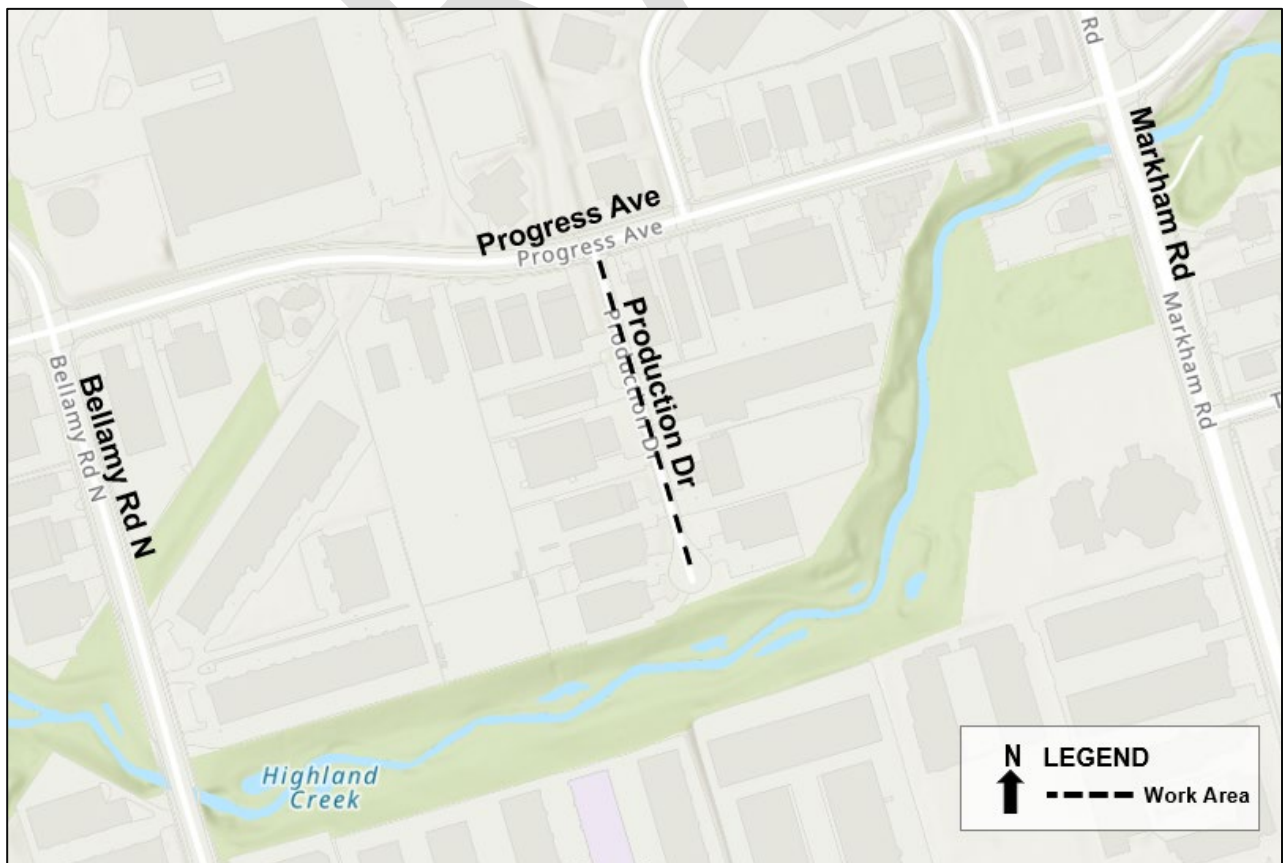 Rd
Markham Rd
Progress Ave
Progress Ave
Production Dr
Production Dr
Markham Rd
Bellamy Rd N
Bellamy Rd N
Highland
Creek
N LEGEND
Work Area